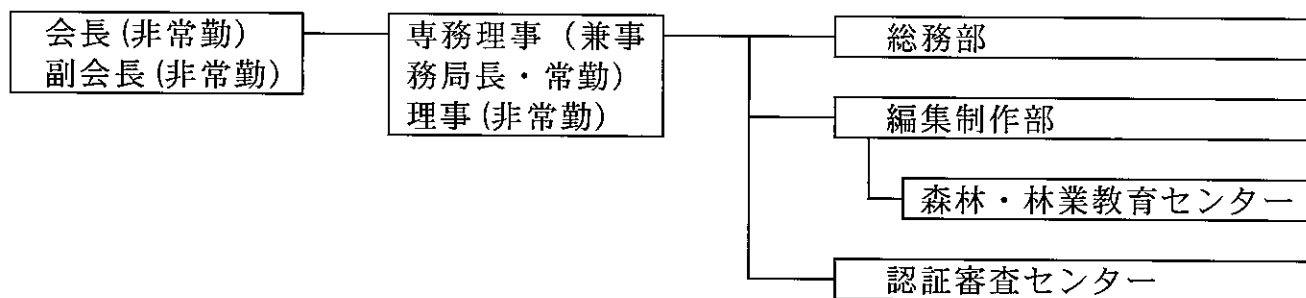 会長(非常勤)
副会長(非常勤)
専務理事（兼事
務局長・常勤）
理事(非常勤)
総務部
編集制作部
森林・林業教育センター
認証審査センター